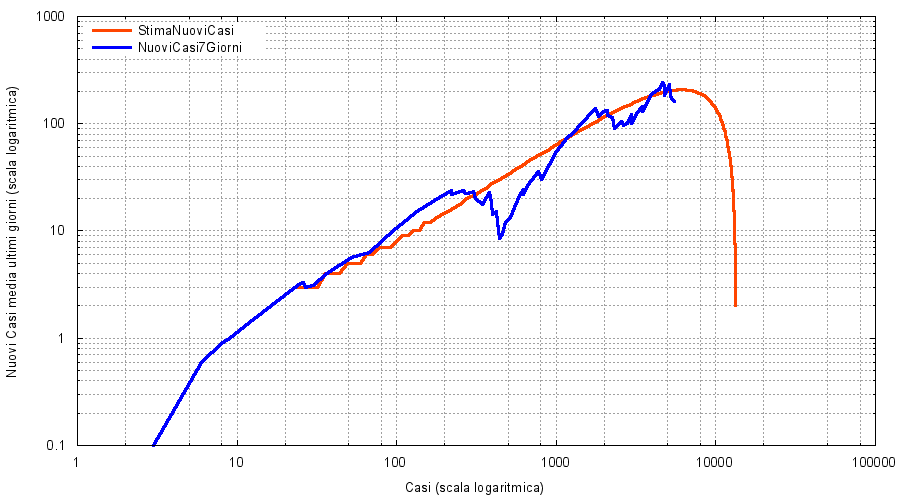 1000
100
10
1
0.1
StimaNuoviCasi
NuoviCasi7Giorni
Nuovi Casi media ultimi giorni (scala logaritmica)
1 10 100 1000 10000 100000
Casi (scala logaritmica)